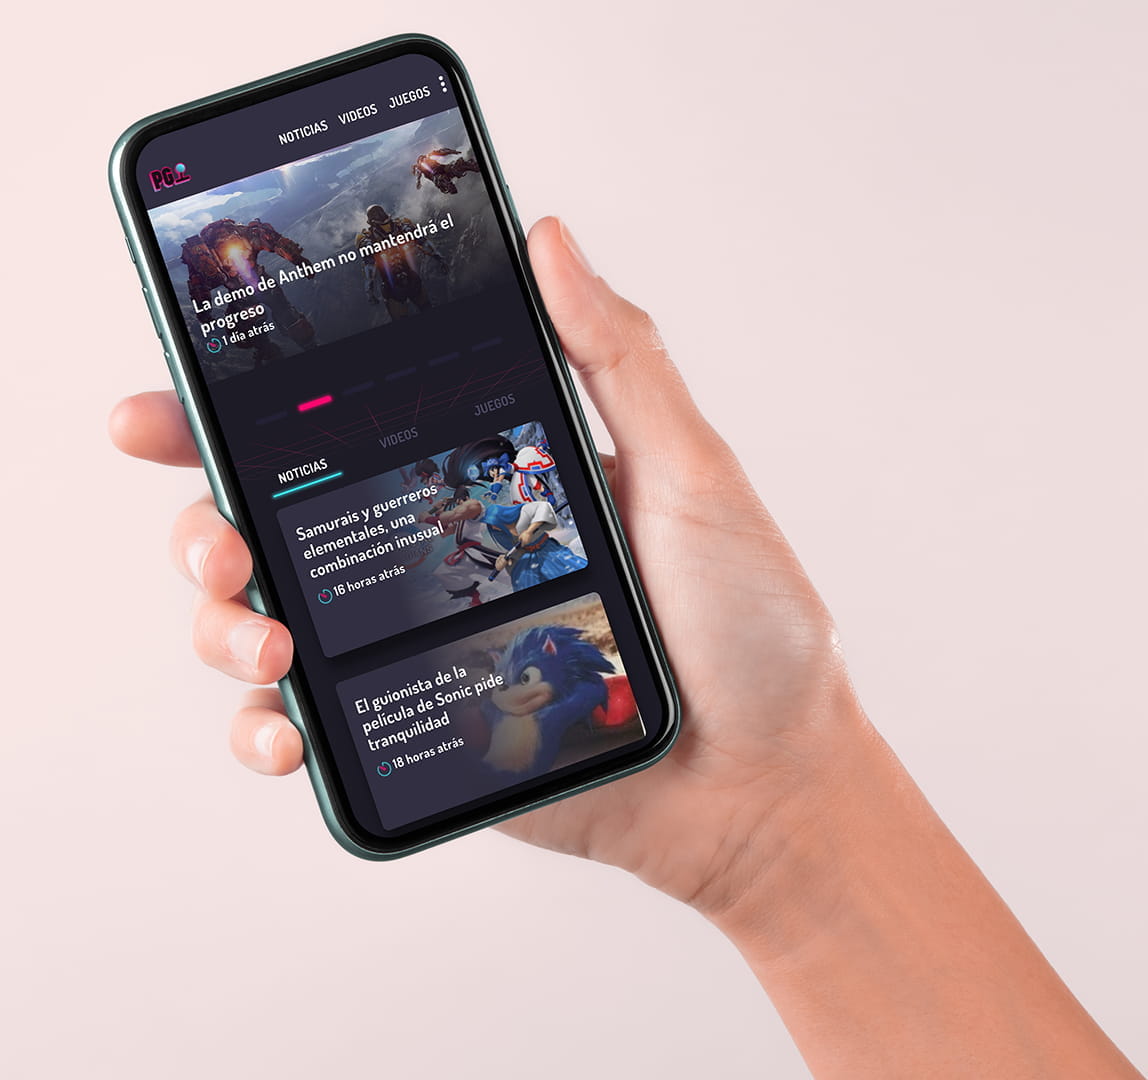 NOTICIAS VIDEOS JUEGOS
PG
La demo de Anthem no mantendrá el
progreso
1 día atrás
NOTICIAS VIDEOS JUEGOS
Samurais y guerreros
elementales, una
combinación inusual
16 horas atrás
El guionista de la
película de Sonic pide
tranquilidad
18 horas atrás